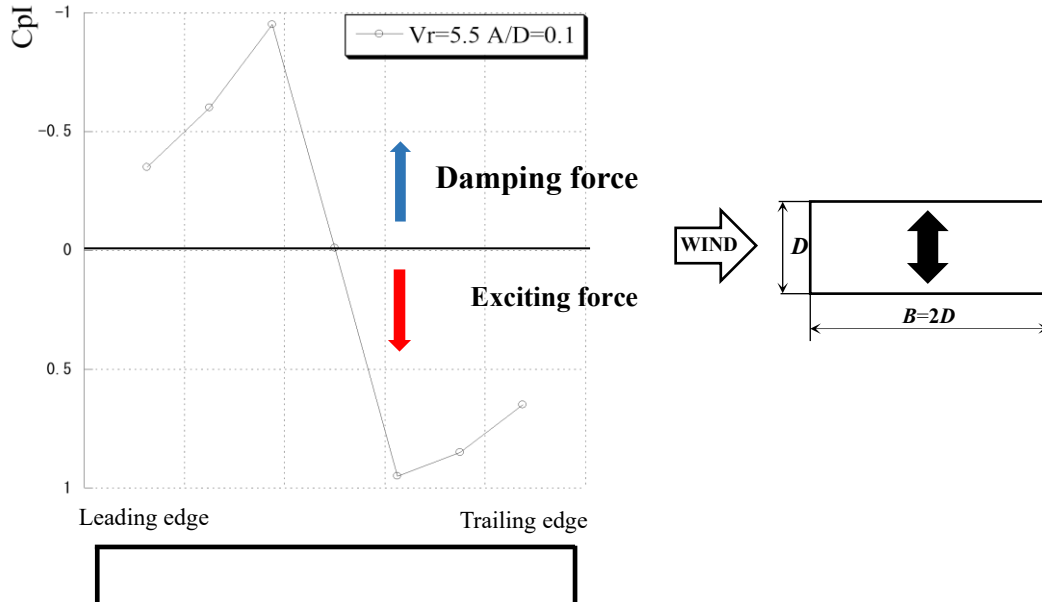 CpI
-1
-0.5
0
0.5
1
Vr=5.5 A/D=0.1
Damping force
Exciting force
Leading edge
Trailing edge
WIND
D
B=2D